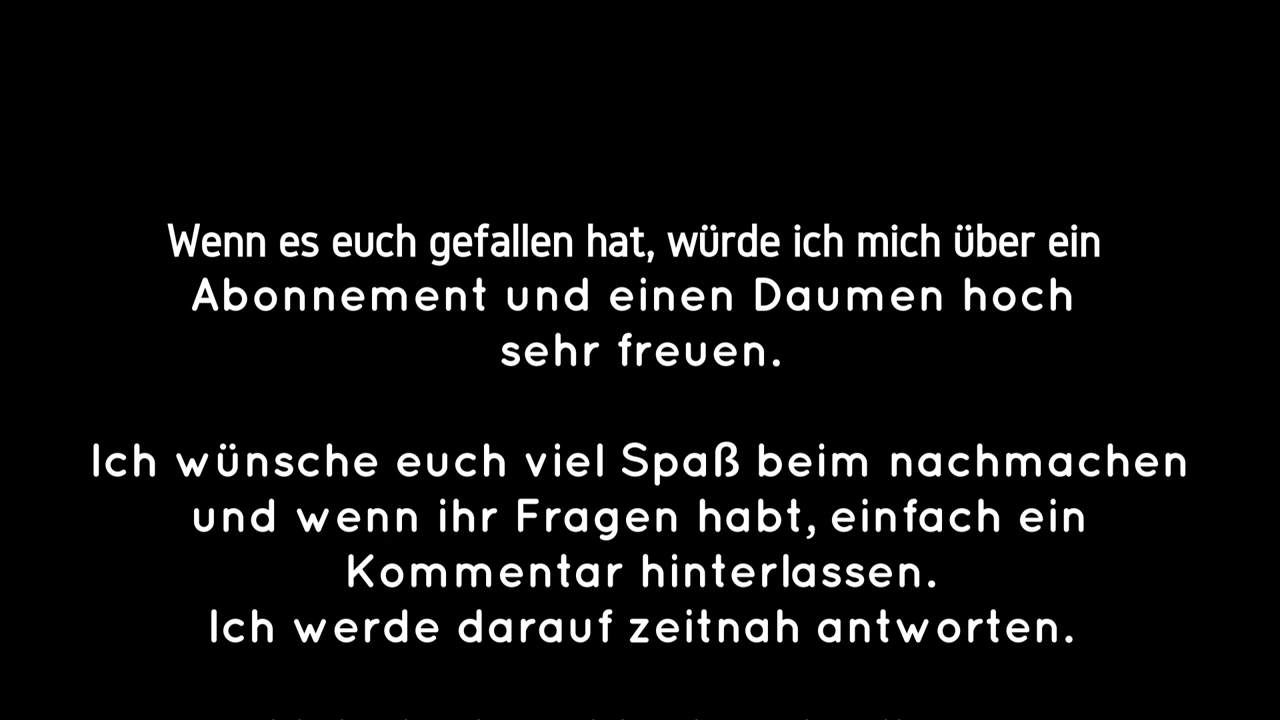 Wenn es euch gefallen hat, würde ich mich über ein
Abonnement und einen Daumen hoch
sehr freuen.
Ich wünsche euch viel Spaß beim nachmachen
und wenn ihr Fragen habt, einfach ein
Kommentar hinterlassen.
Ich werde darauf zeitnah antworten.